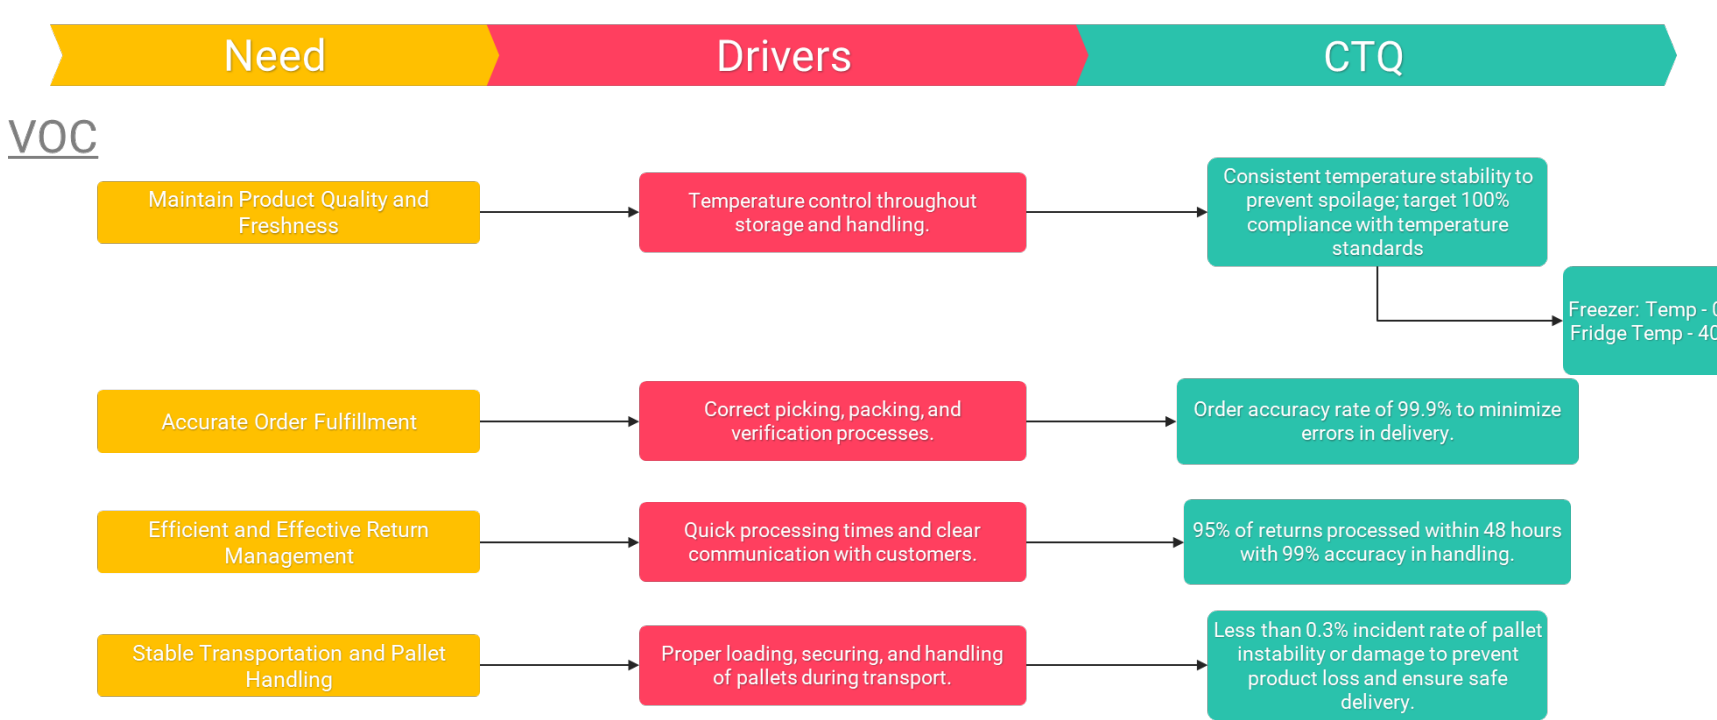 Need
Drivers
CTQ
VOC
Maintain Product Quality and
Freshness
Temperature control throughout
storage and handling.
Consistent temperature stability to
prevent spoilage; target 100%
compliance with temperature
standards
Freezer: Temp - 0
Fridge Temp - 40
Accurate Order Fulfillment
Correct picking, packing, and
verification processes.
Order accuracy rate of 99.9% to minimize
errors in delivery.
Efficient and Effective Return
Management
Quick processing times and clear
communication with customers.
95% of returns processed within 48 hours
with 99% accuracy in handling.
Stable Transportation and Pallet
Handling
Proper loading, securing, and handling
of pallets during transport.
Less than 0.3% incident rate of pallet
instability or damage to prevent
product loss and ensure safe
delivery.